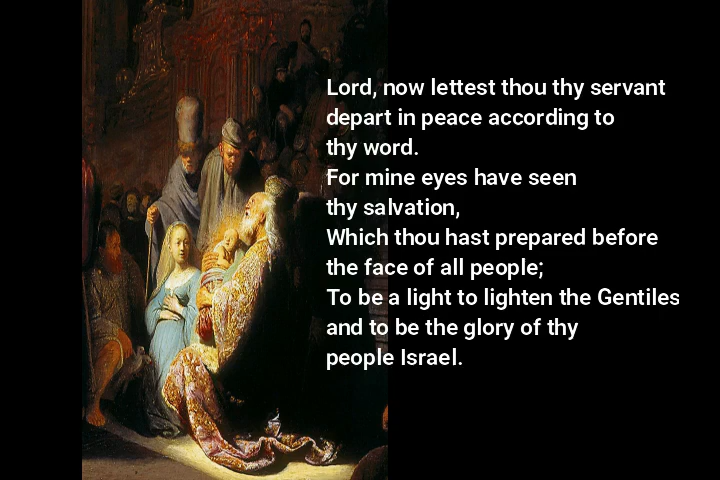 Lord, now lettest thou thy servant
depart in peace according to
thy word.
For mine eyes have seen
thy salvation,
Which thou hast prepared before
the face of all people;
To be a light to lighten the Gentiles
and to be the glory of thy
people Israel.